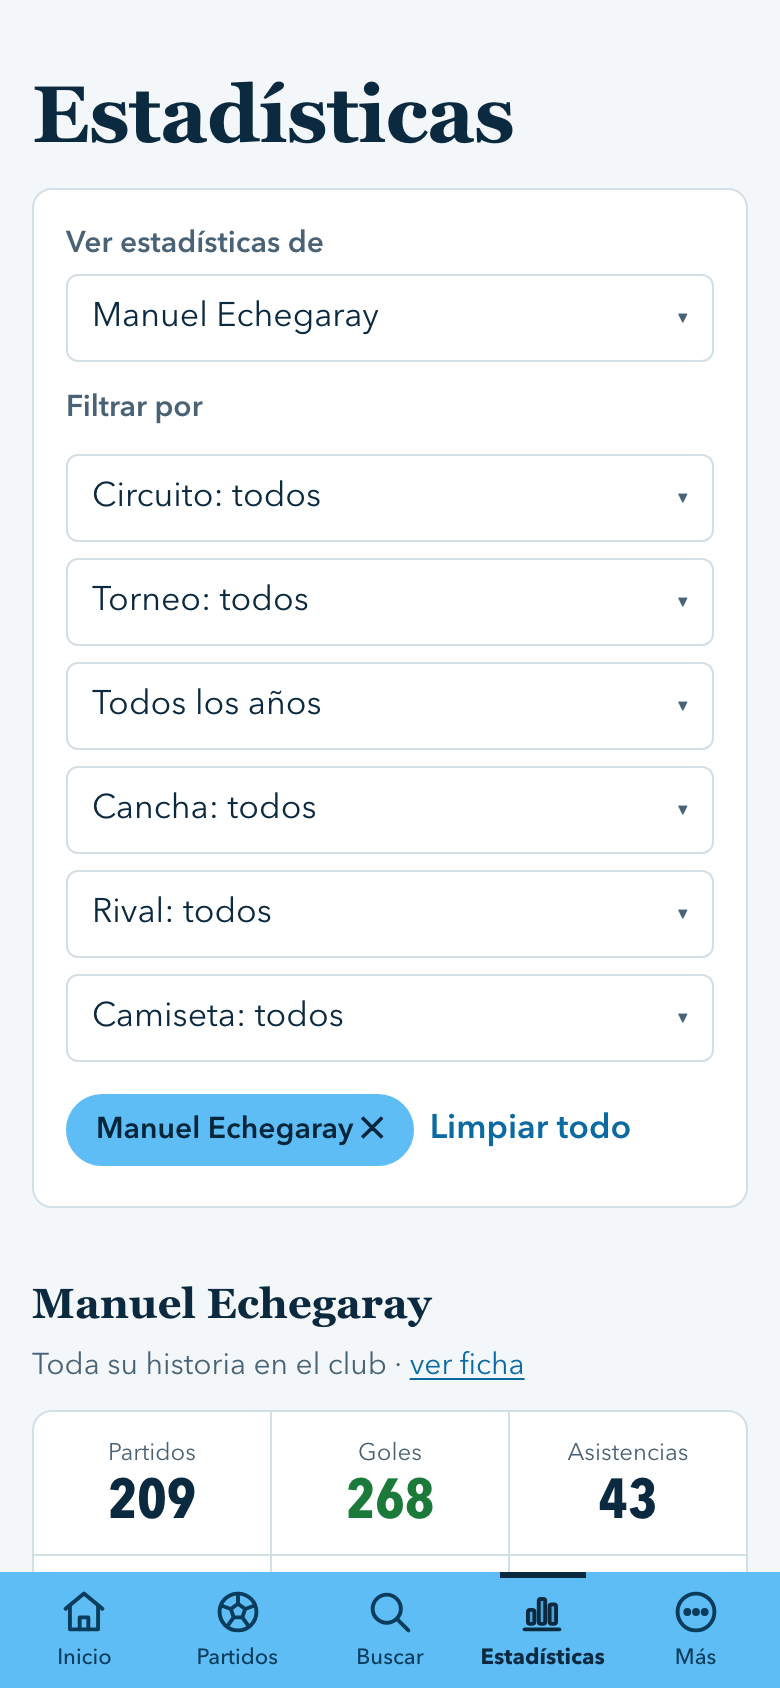 Estadísticas
Ver estadísticas de
Manuel Echegaray ▾
Filtrar por
Circuito: todos ▾
Torneo: todos ▾
Todos los años ▾
Cancha: todos ▾
Rival: todos ▾
Camiseta: todos ▾
Manuel Echegaray ✕ Limpiar todo
Manuel Echegaray
Toda su historia en el club · ver ficha
Partidos Goles Asistencias
209 268 43
Inicio Partidos Buscar Estadísticas Más